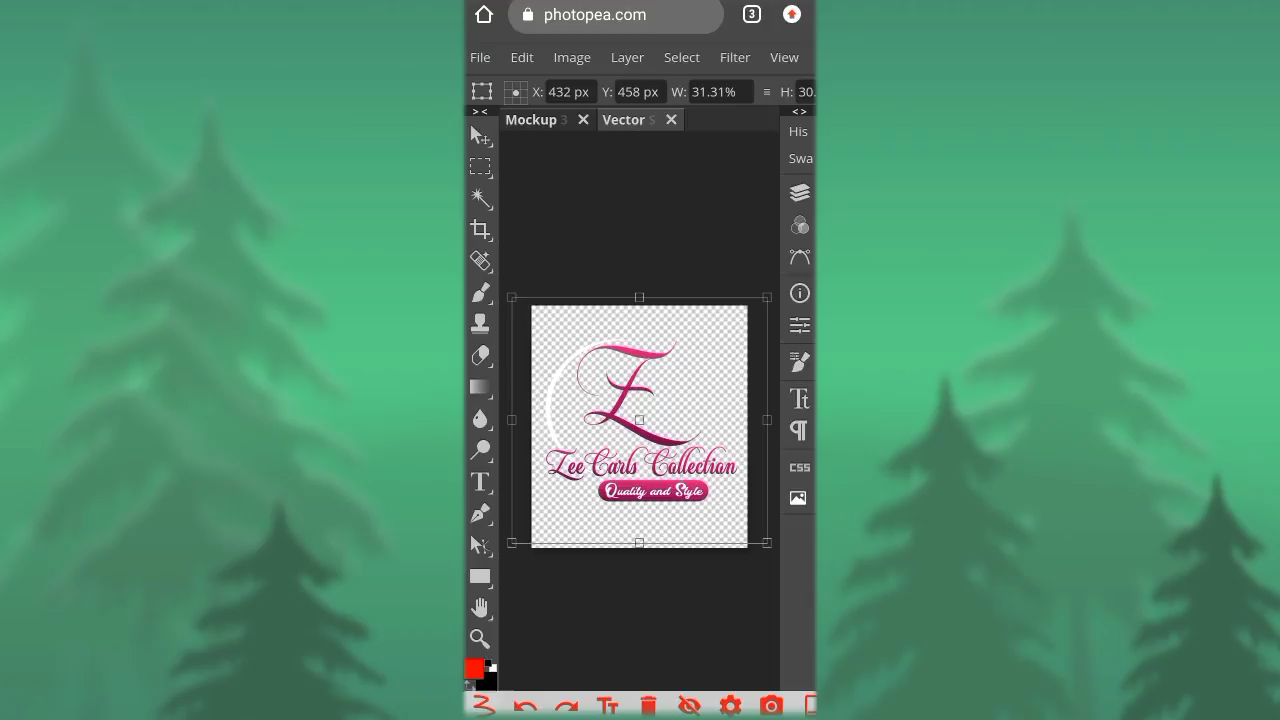 photopea.com
3
File Edit Image Layer Select Filter View
X: 432 px Y: 458 px W: 31.31% H: 30.
> < < >
Mockup 3 Vector S
His
Swa
CSS
Zee Carls Collection
Quality and Style